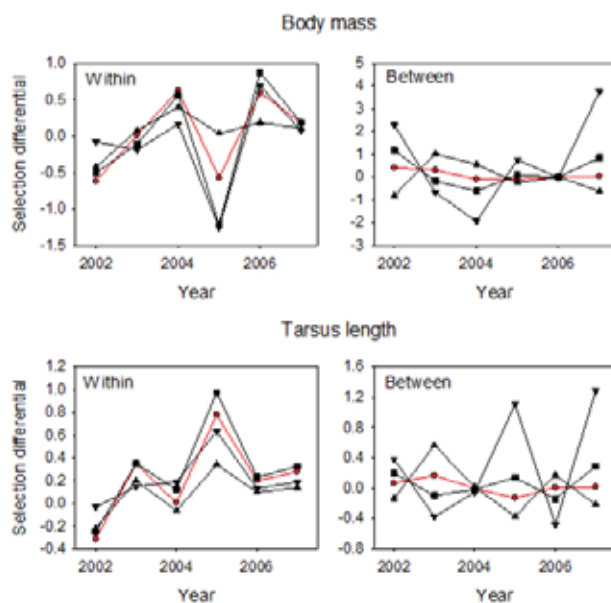 Body mass
Within
Between
Selection differential
1.0
0.5
0.0
-0.5
-1.0
-1.5
5
4
3
2
1
0
-1
-2
-3
2002 2004 2006
2002 2004 2006
Year
Year
Tarsus length
Within
Between
Selection differential
1.2
1.0
0.8
0.6
0.4
0.2
0.0
-0.2
-0.4
1.6
1.2
0.8
0.4
0.0
-0.4
-0.8
2002 2004 2006
2002 2004 2006
Year
Year